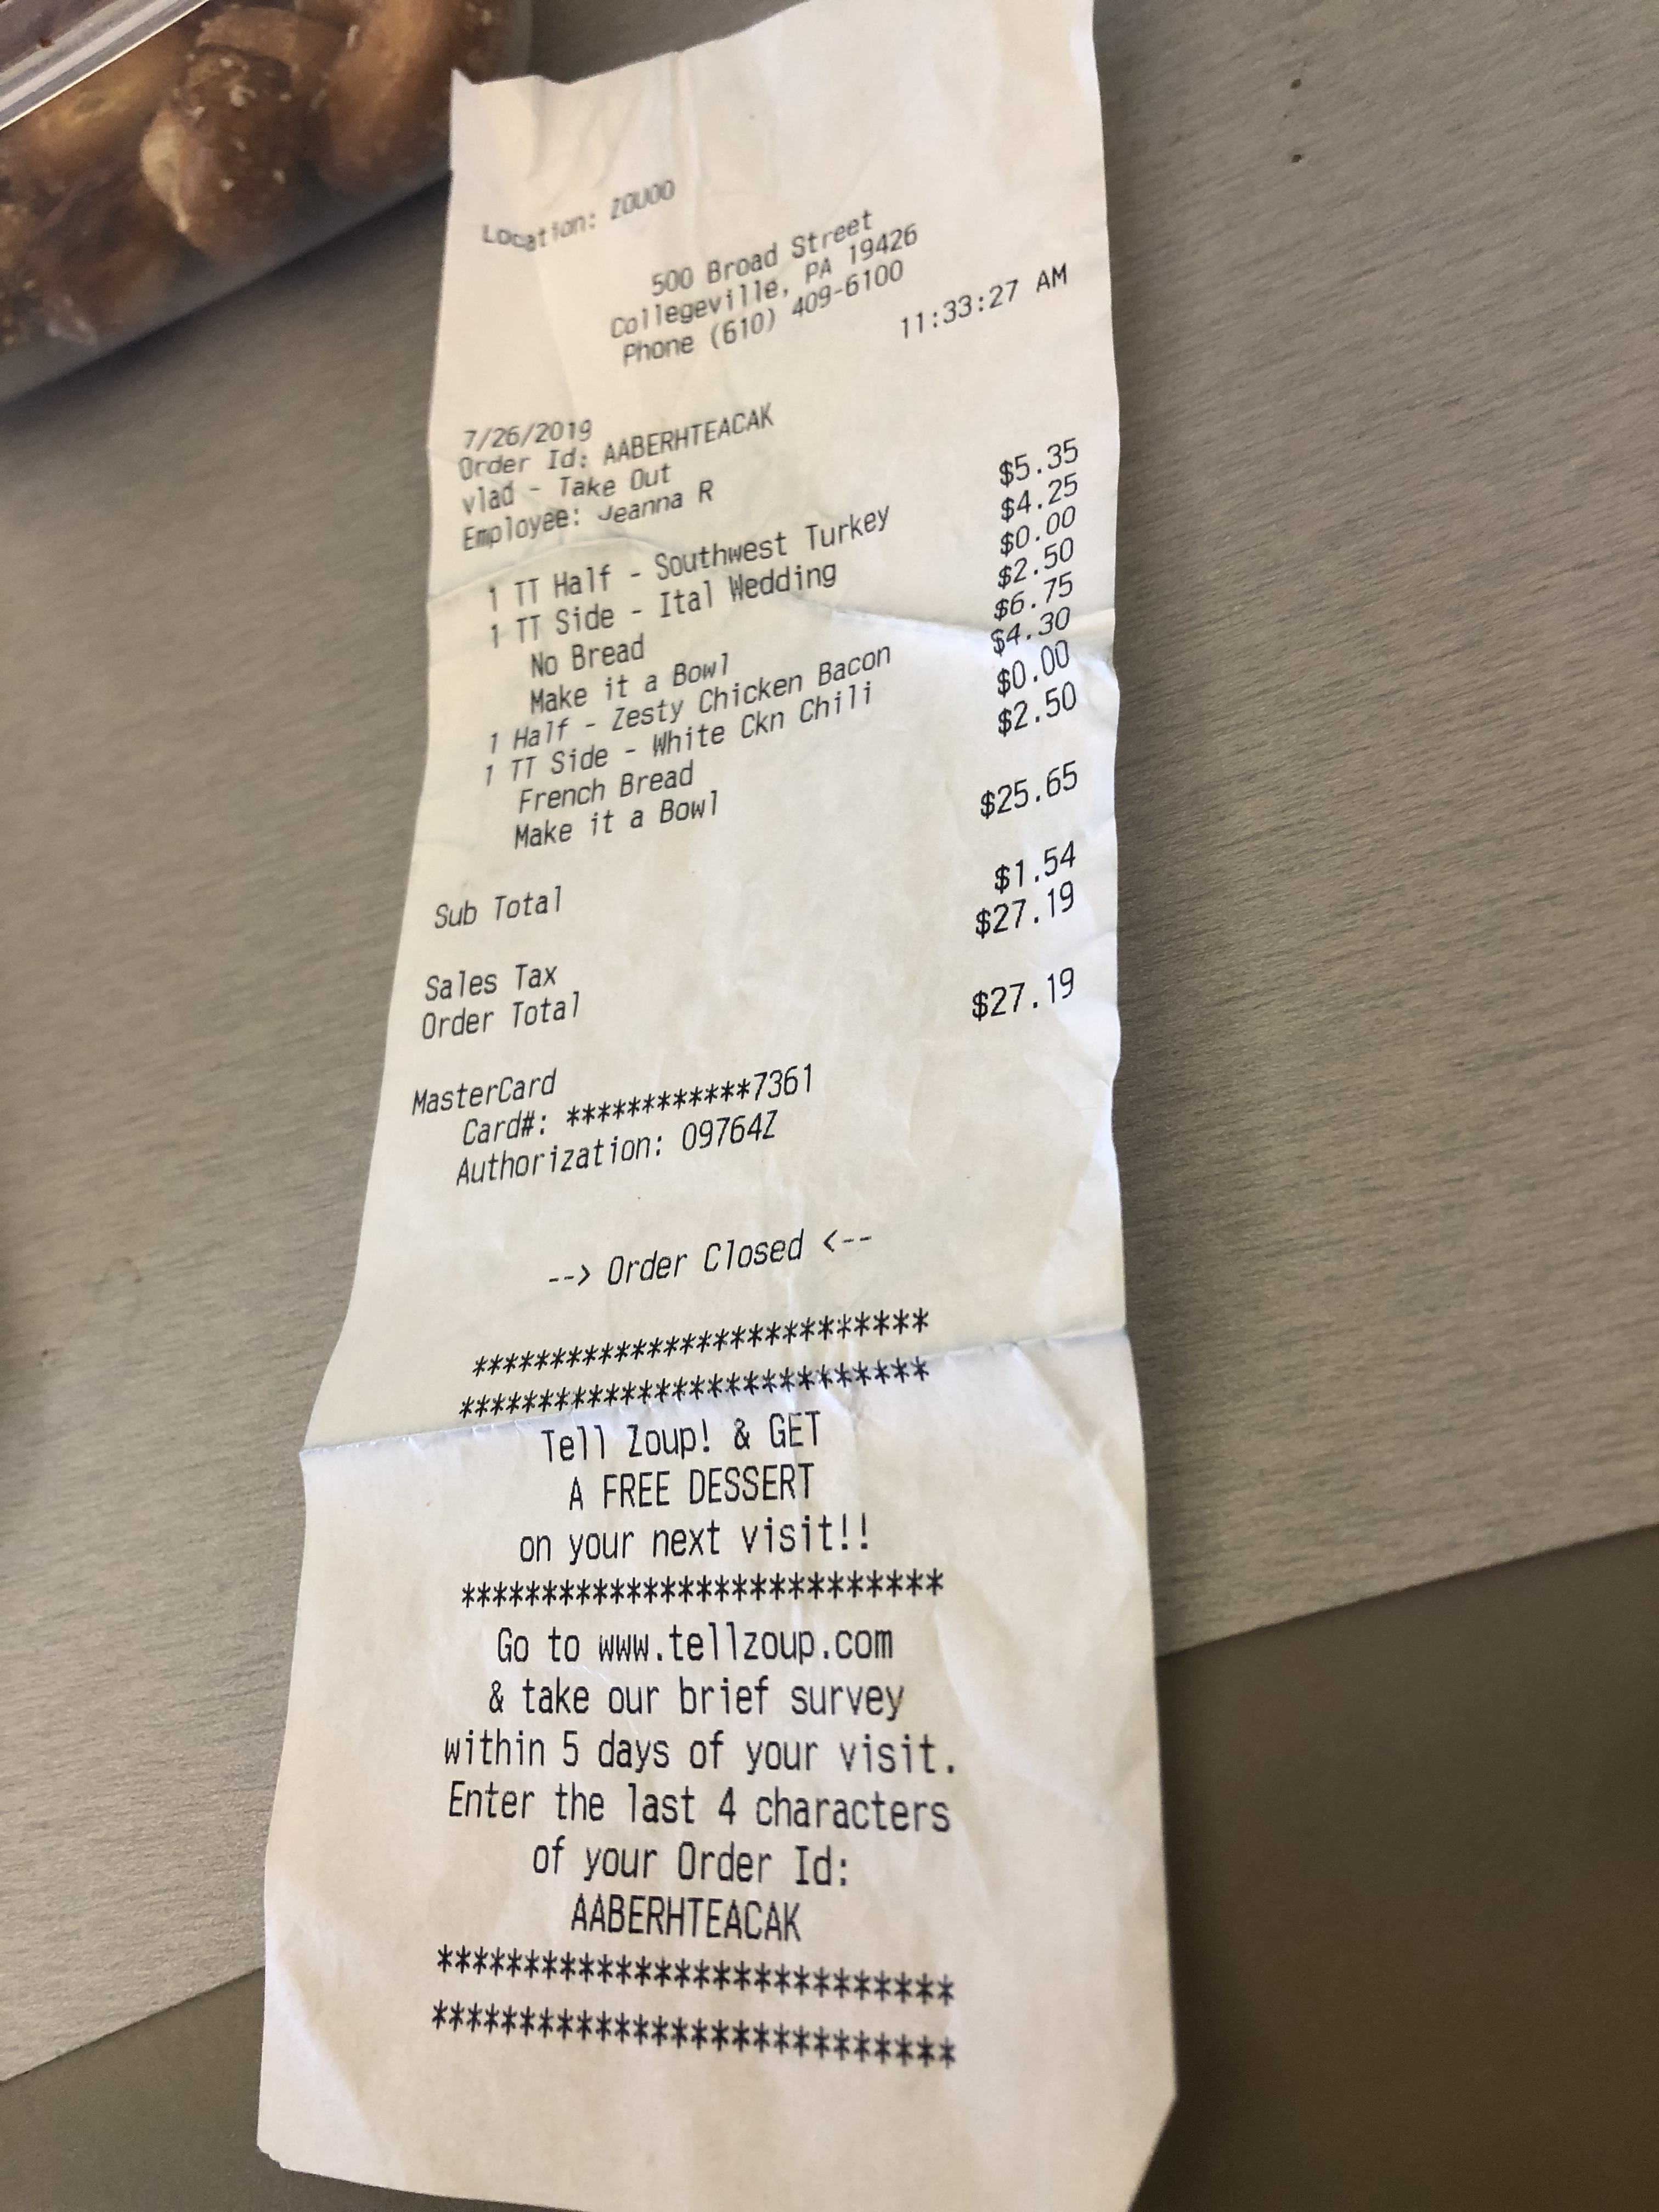 Location: ZOU00
500 Broad Street
Collegeville, PA 19426
Phone (610) 409-6100
7/26/2019 11:33:27 AM
Order Id: AABERHTEACAK
vlad - Take Out
Employee: Jeanna R
1 TT Half - Southwest Turkey $5.35
1 TT Side - Ital Wedding $4.25
No Bread $0.00
Make it a Bowl $2.50
1 Half - Zesty Chicken Bacon $6.75
1 TT Side - White Ckn Chili $4.30
French Bread $0.00
Make it a Bowl $2.50
Sub Total $25.65
Sales Tax $1.54
Order Total $27.19
MasterCard $27.19
Card#: ************7361
Authorization: 09764Z
--> Order Closed <--
**************************
**************************
Tell Zoup! & GET
A FREE DESSERT
on your next visit!!
**************************
Go to www.tellzoup.com
& take our brief survey
within 5 days of your visit.
Enter the last 4 characters
of your Order Id:
AABERHTEACAK
**************************
**************************